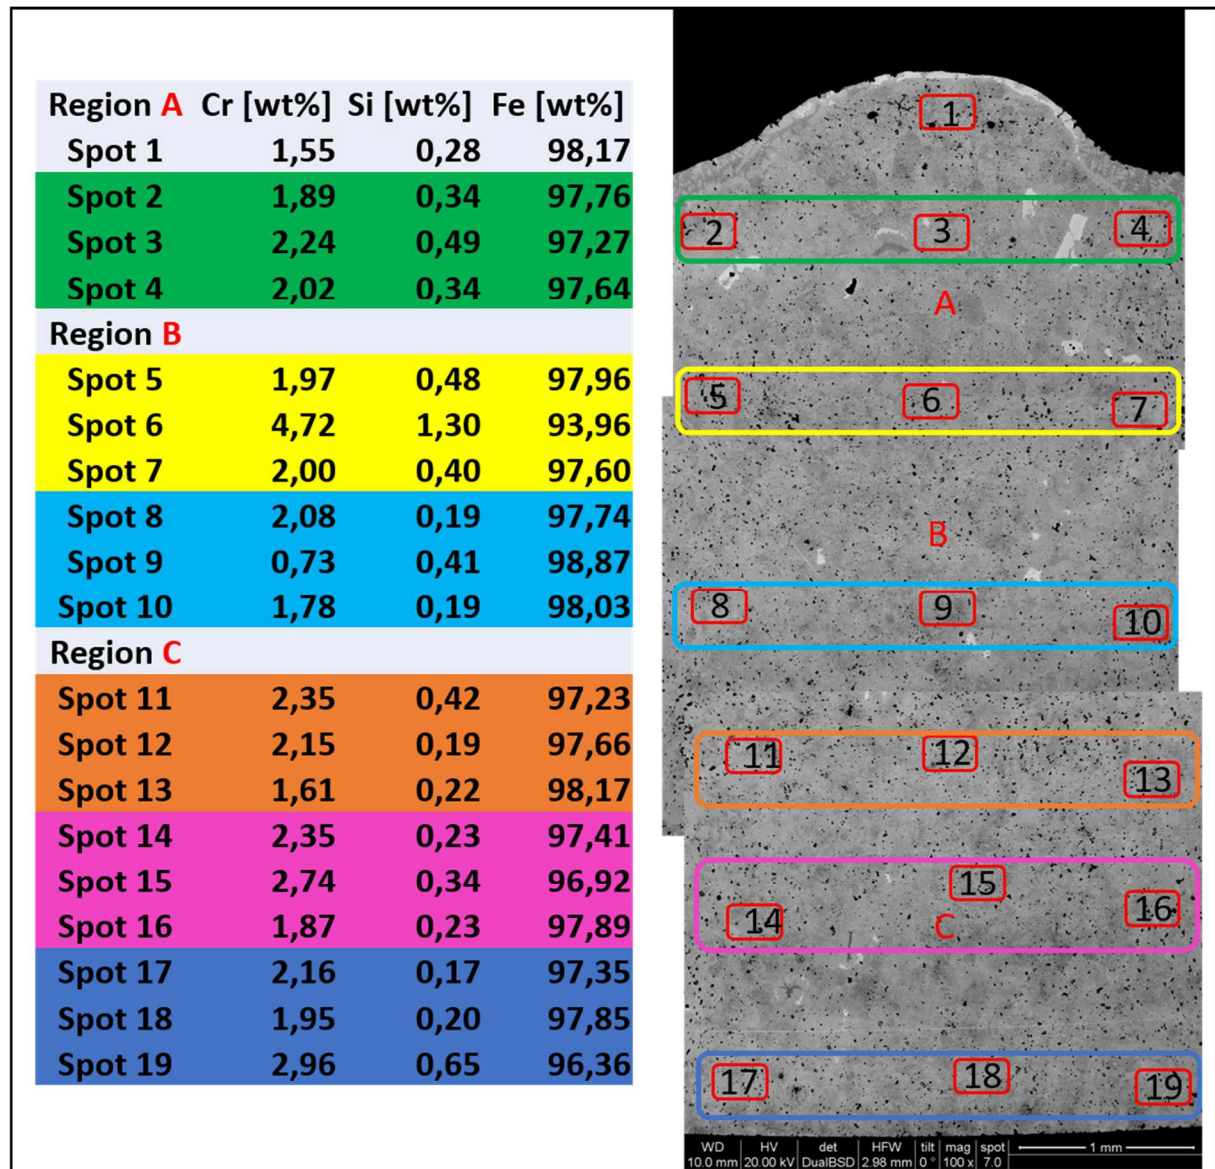 Region A Cr [wt%] Si [wt%] Fe [wt%]
Spot 1 1,55 0,28 98,17
Spot 2 1,89 0,34 97,76
Spot 3 2,24 0,49 97,27
Spot 4 2,02 0,34 97,64
Region B
Spot 5 1,97 0,48 97,96
Spot 6 4,72 1,30 93,96
Spot 7 2,00 0,40 97,60
Spot 8 2,08 0,19 97,74
Spot 9 0,73 0,41 98,87
Spot 10 1,78 0,19 98,03
Region C
Spot 11 2,35 0,42 97,23
Spot 12 2,15 0,19 97,66
Spot 13 1,61 0,22 98,17
Spot 14 2,35 0,23 97,41
Spot 15 2,74 0,34 96,92
Spot 16 1,87 0,23 97,89
Spot 17 2,16 0,17 97,35
Spot 18 1,95 0,20 97,85
Spot 19 2,96 0,65 96,36
1
2 3 4
A
5 6 7
B
8 9 10
11 12 13
14 15 16
C
17 18 19
WD HV det HFW tilt mag spot 1 mm
10.0 mm 20.00 kV DualBSD 2.98 mm 0 ° 100 x 7.0